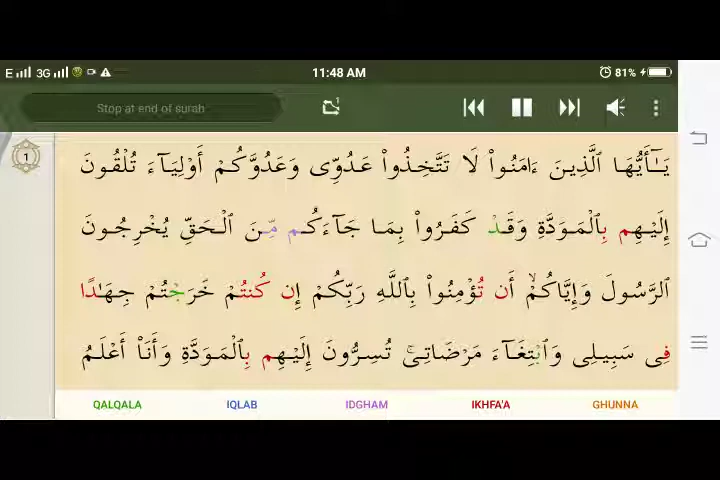 E 3G 11:48 AM 81%
Stop at end of surah
1
يَـٰٓأَيُّهَا ٱلَّذِينَ ءَامَنُوا۟ لَا تَتَّخِذُوا۟ عَدُوِّى وَعَدُوَّكُمْ أَوْلِيَآءَ تُلْقُونَ
إِلَيْهِم بِٱلْمَوَدَّةِ وَقَدْ كَفَرُوا۟ بِمَا جَآءَكُم مِّنَ ٱلْحَقِّ يُخْرِجُونَ
ٱلرَّسُولَ وَإِيَّاكُمْ ۙ أَن تُؤْمِنُوا۟ بِٱللَّهِ رَبِّكُمْ إِن كُنتُمْ خَرَجْتُمْ جِهَـٰدًا
فِى سَبِيلِى وَٱبْتِغَآءَ مَرْضَاتِى ۚ تُسِرُّونَ إِلَيْهِم بِٱلْمَوَدَّةِ وَأَنَا۠ أَعْلَمُ
QALQALA IQLAB IDGHAM IKHFA'A GHUNNA